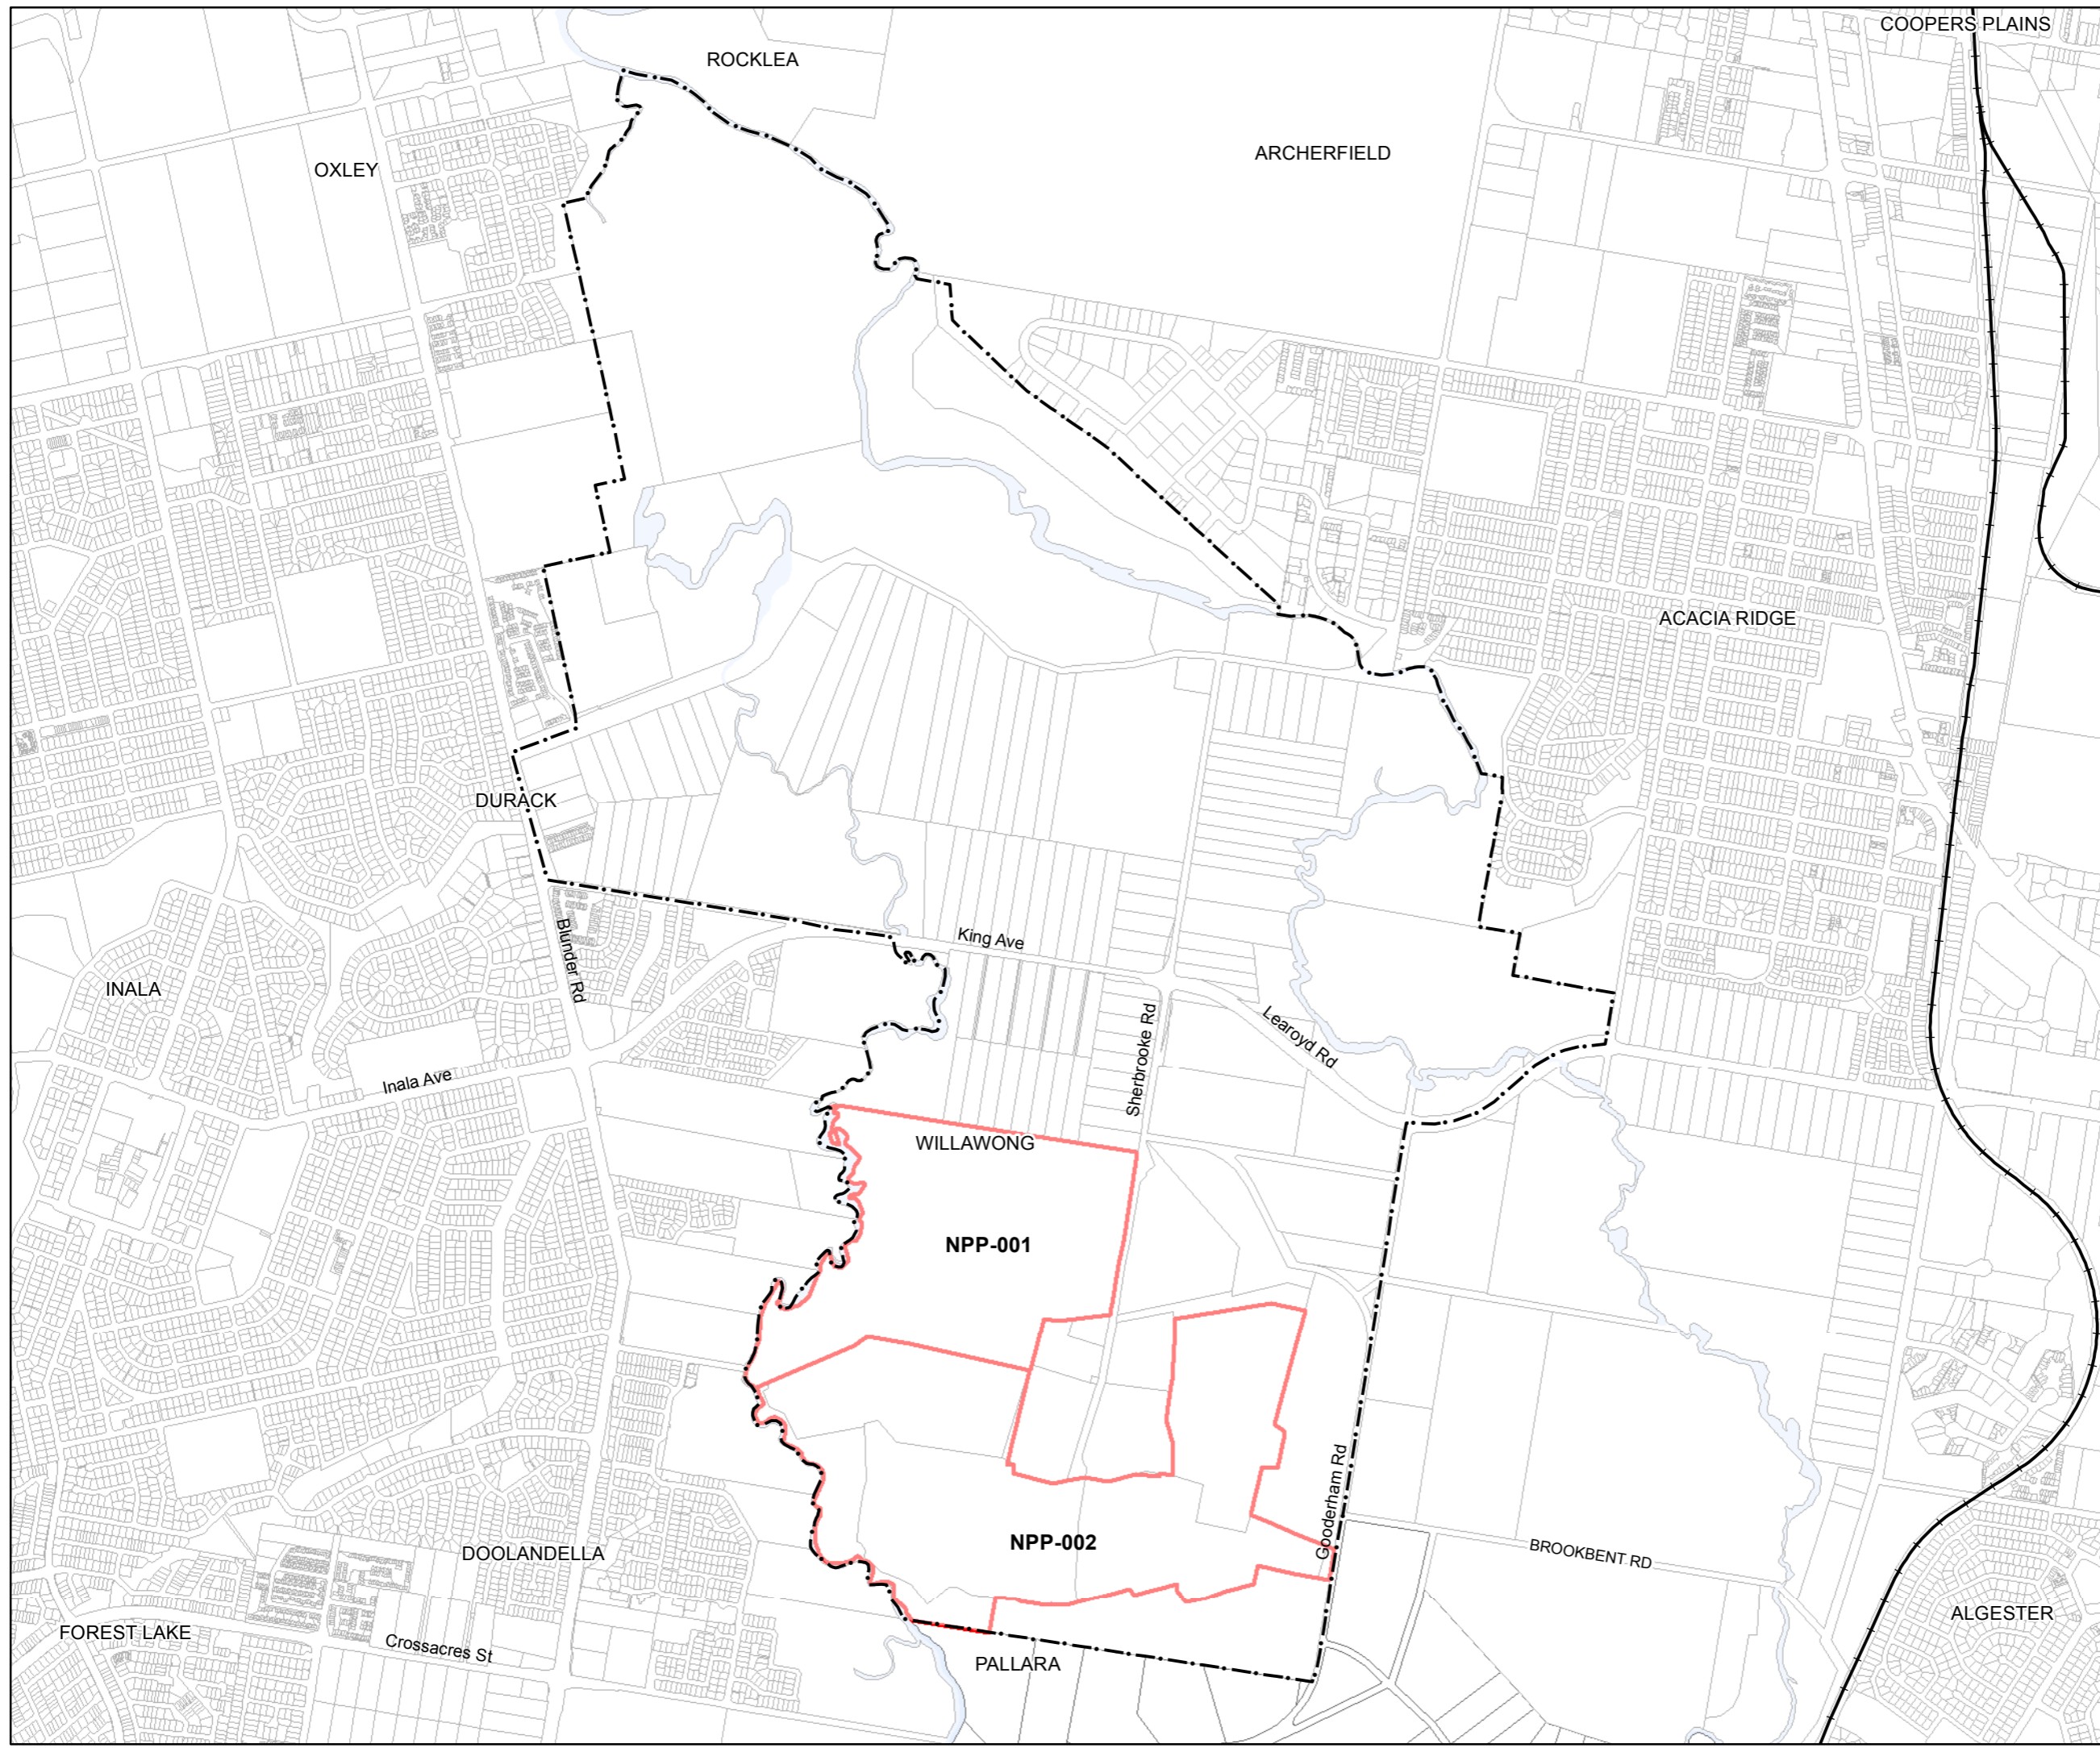 COOPERS PLAINS
ROCKLEA
ARCHERFIELD
OXLEY
ACACIA RIDGE
DURACK
Blunder Rd
King Ave
INALA
Sherbrooke Rd
Learoyd Rd
Inala Ave
WILLAWONG
NPP-001
Gooderham Rd
NPP-002
BROOKBENT RD
DOOLANDELLA
ALGESTER
FOREST LAKE
Crossacres St
PALLARA